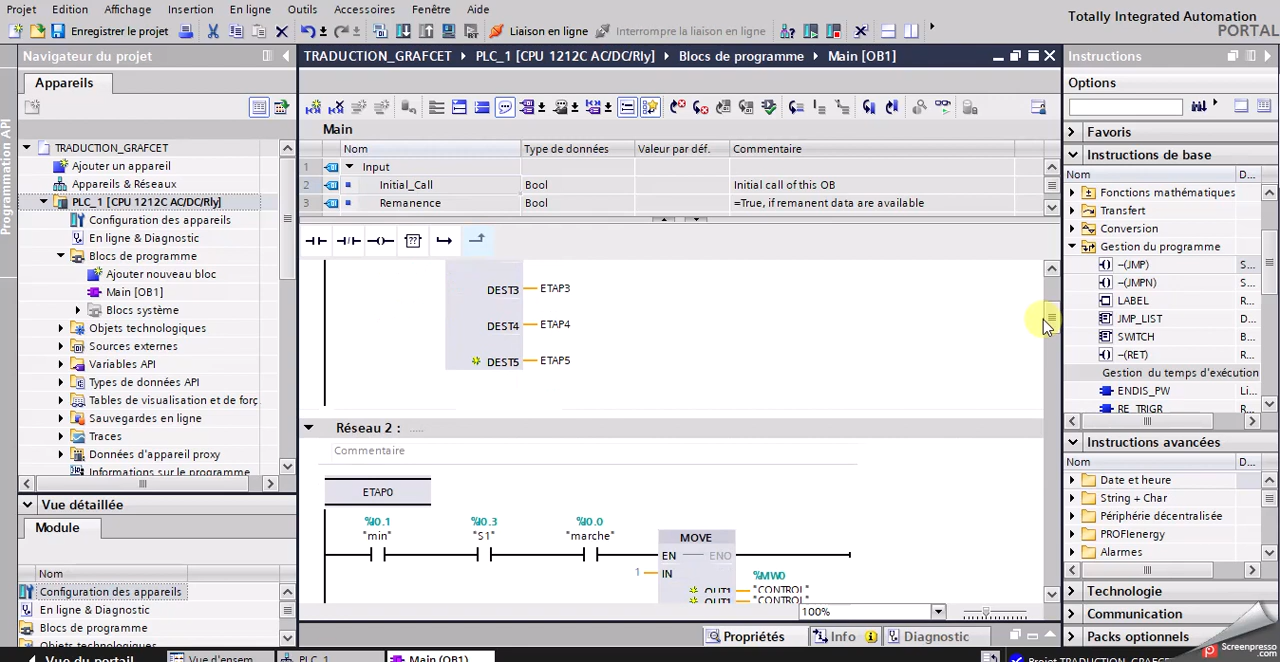 Projet Edition Affichage Insertion En ligne Outils Accessoires Fenêtre Aide
Totally Integrated Automation
PORTAL
Enregistrer le projet
Liaison en ligne
Interrompre la liaison en ligne
Navigateur du projet
TRADUCTION_GRAFCET PLC_1 [CPU 1212C AC/DC/Rly] Blocs de programme Main [OB1]
Instructions
Appareils
Options
Programmation API
Main
Favoris
Instructions de base
Nom Type de données Valeur par déf. Commentaire
Nom D...
1 Input
2 Initial_Call Bool Initial call of this OB
3 Remanence Bool =True, if remanent data are available
TRADUCTION_GRAFCET
Ajouter un appareil
Appareils & Réseaux
PLC_1 [CPU 1212C AC/DC/Rly]
Configuration des appareils
En ligne & Diagnostic
Blocs de programme
Ajouter nouveau bloc
Main [OB1]
Blocs système
Objets technologiques
Sources externes
Variables API
Types de données API
Tables de visualisation et de forç
Sauvegardes en ligne
Traces
Données d'appareil proxy
Informations sur le programme
Vue détaillée
Module
Nom
Configuration des appareils
En ligne & Diagnostic
Blocs de programme
Objets technologiques
??
DEST3 ETAP3
DEST4 ETAP4
DEST5 ETAP5
Réseau 2 : .....
Commentaire
ETAP0
%I0.1 %I0.3 %I0.0
"min" "S1" "marche"
MOVE
EN ENO
1 IN
%MW0
OUT1 "CONTROL"
OUT1 "CONTROL"
100%
Propriétés Info Diagnostic
Fonctions mathématiques
Transfert
Conversion
Gestion du programme
-(JMP) S...
-(JMPN) S...
LABEL R...
JMP_LIST D...
SWITCH B...
-(RET) R...
Gestion du temps d'exécution
ENDIS_PW Li...
RE_TRIGR R...
Instructions avancées
Nom D...
Date et heure
String + Char
Périphérie décentralisée
PROFIenergy
Alarmes
Technologie
Communication
Packs optionnels
Vue du portail
Vue d'ensem...
PLC_1
Main (OB1)
Projet TRADUCTION_GRAFCET
Screenpresso
.com